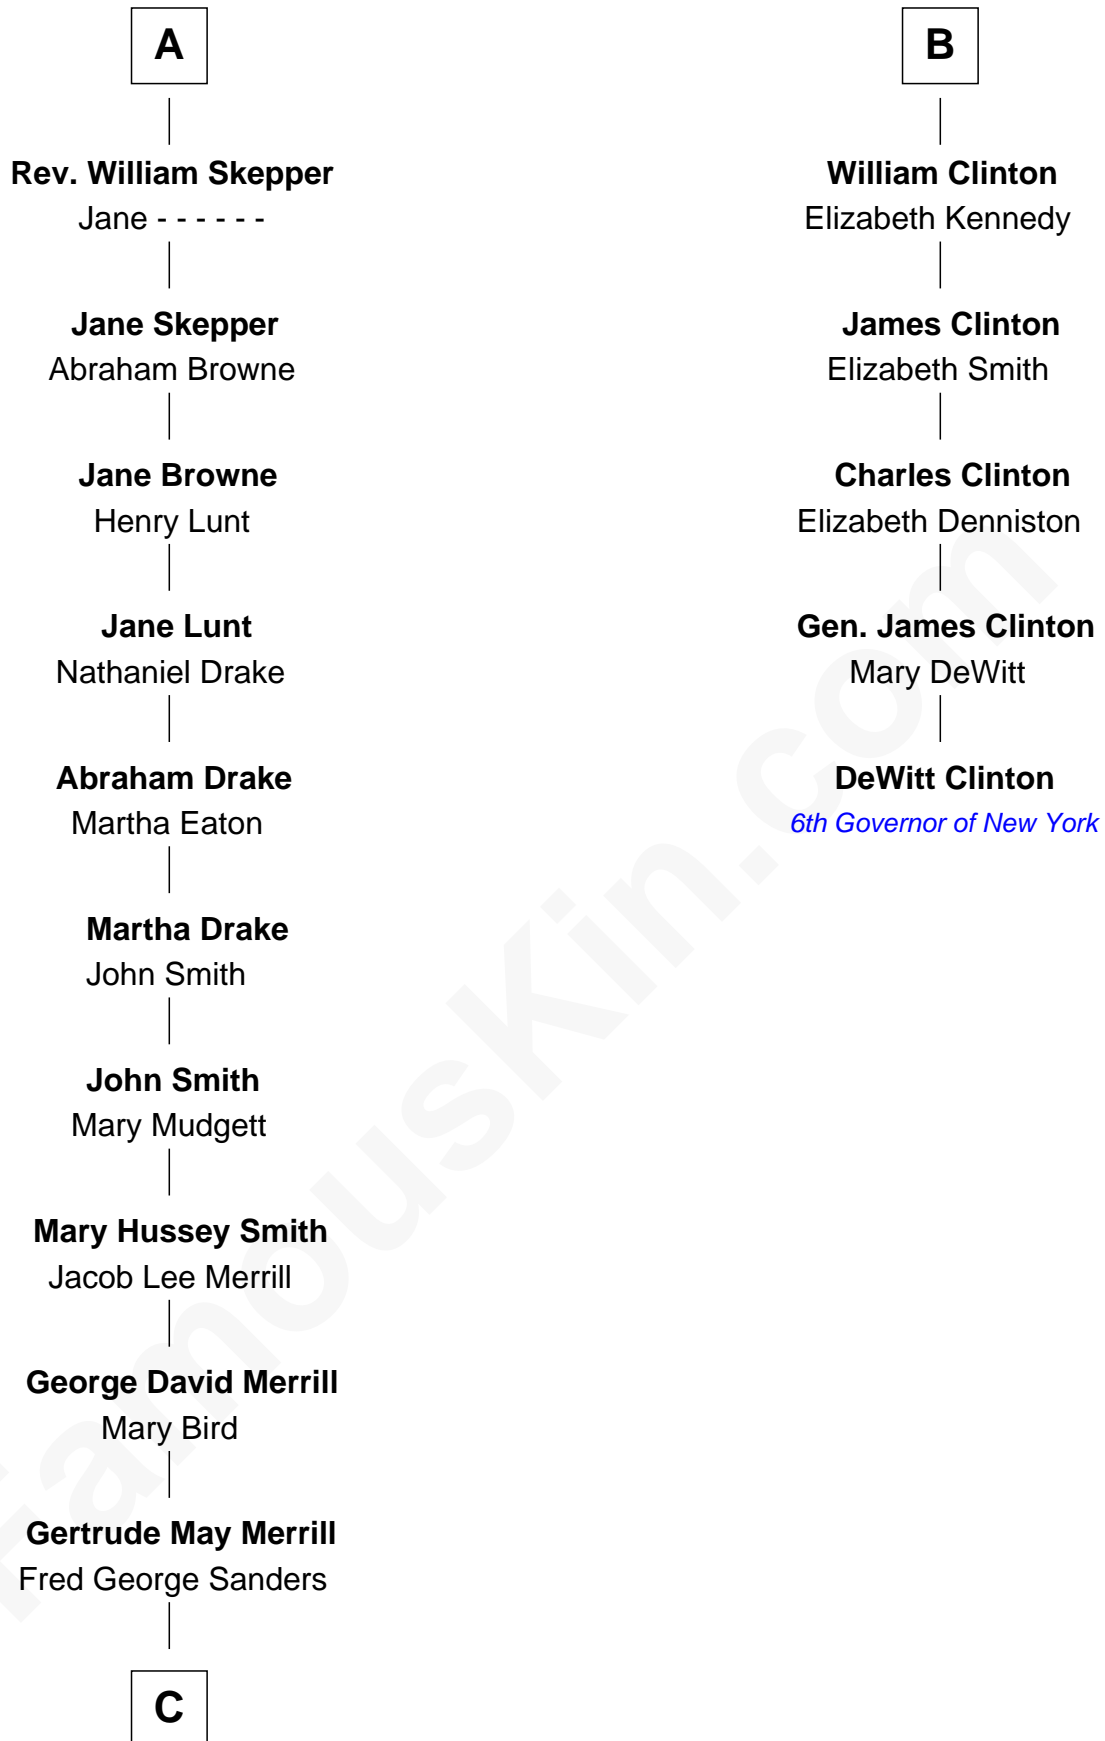 A
Rev. William Skepper
Jane - - - - - -
Jane Skepper
Abraham Browne
Jane Browne
Henry Lunt
Jane Lunt
Nathaniel Drake
Abraham Drake
Martha Eaton
Martha Drake
John Smith
John Smith
Mary Mudgett
Mary Hussey Smith
Jacob Lee Merrill
George David Merrill
Mary Bird
Gertrude May Merrill
Fred George Sanders
C
B
William Clinton
Elizabeth Kennedy
James Clinton
Elizabeth Smith
Charles Clinton
Elizabeth Denniston
Gen. James Clinton
Mary DeWitt
DeWitt Clinton
6th Governor of New York
FamousKin.com